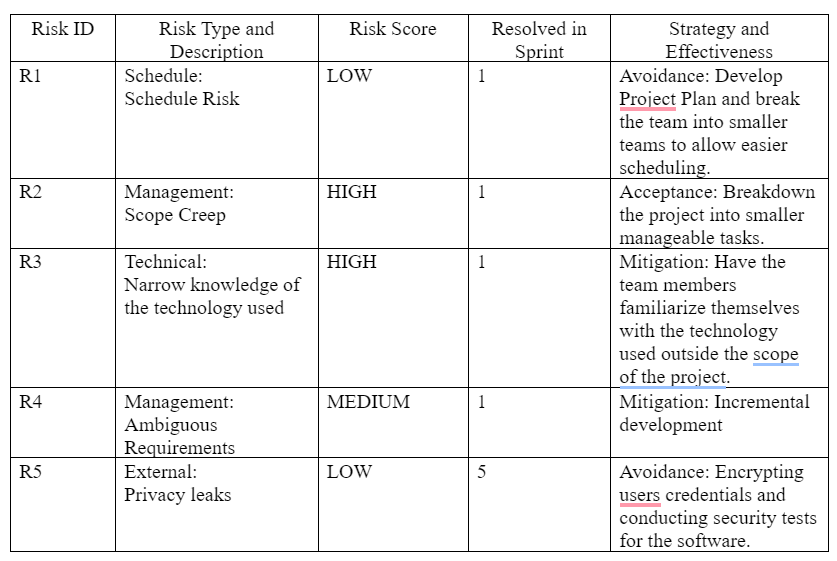 Risk ID
Risk Type and
Description
Risk Score
Resolved in
Sprint
Strategy and
Effectiveness
R1
Schedule:
Schedule Risk
LOW
1
Avoidance: Develop
Project Plan and break
the team into smaller
teams to allow easier
scheduling.
R2
Management:
Scope Creep
HIGH
1
Acceptance: Breakdown
the project into smaller
manageable tasks.
R3
Technical:
Narrow knowledge of
the technology used
HIGH
1
Mitigation: Have the
team members
familiarize themselves
with the technology
used outside the scope
of the project.
R4
Management:
Ambiguous
Requirements
MEDIUM
1
Mitigation: Incremental
development
R5
External:
Privacy leaks
LOW
5
Avoidance: Encrypting
users credentials and
conducting security tests
for the software.